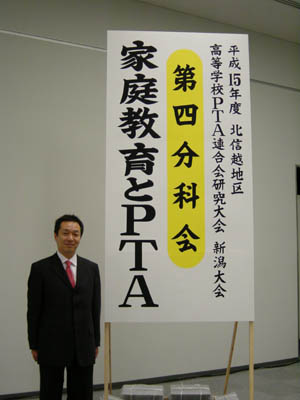 平成15年度 北信越地区
高等学校PTA連合会研究大会 新潟大会
第四分科会
家庭教育とPTA